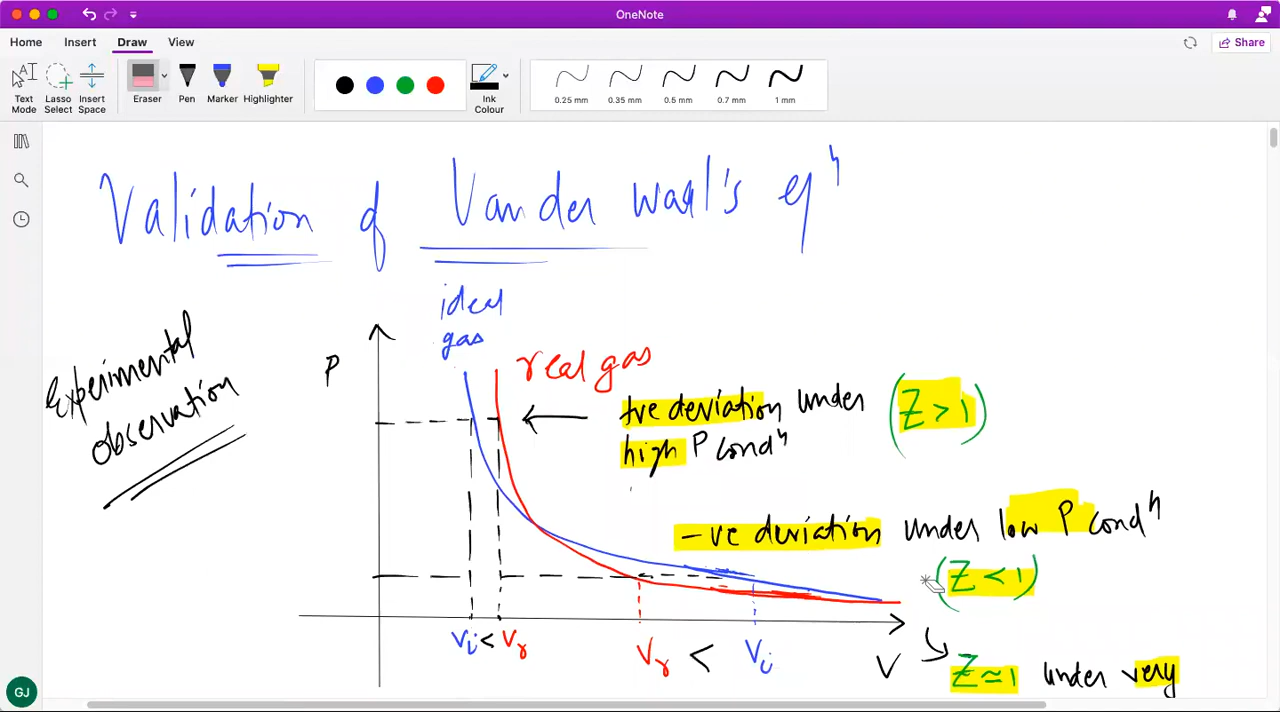 OneNote
Home Insert Draw View
Share
Text Mode
Lasso Select
Insert Space
Eraser
Pen
Marker
Highlighter
Ink Colour
0.25 mm 0.35 mm 0.5 mm 0.7 mm 1 mm
Validation of Van der waal's eqⁿ
ideal
gas
real gas
P
Experimental
observation
+ve deviation under (Z > 1)
high P condⁿ
-ve deviation under low P condⁿ
(Z < 1)
Vi < Vr
Vr < Vi
V
Z ≃ 1 under very
GJ